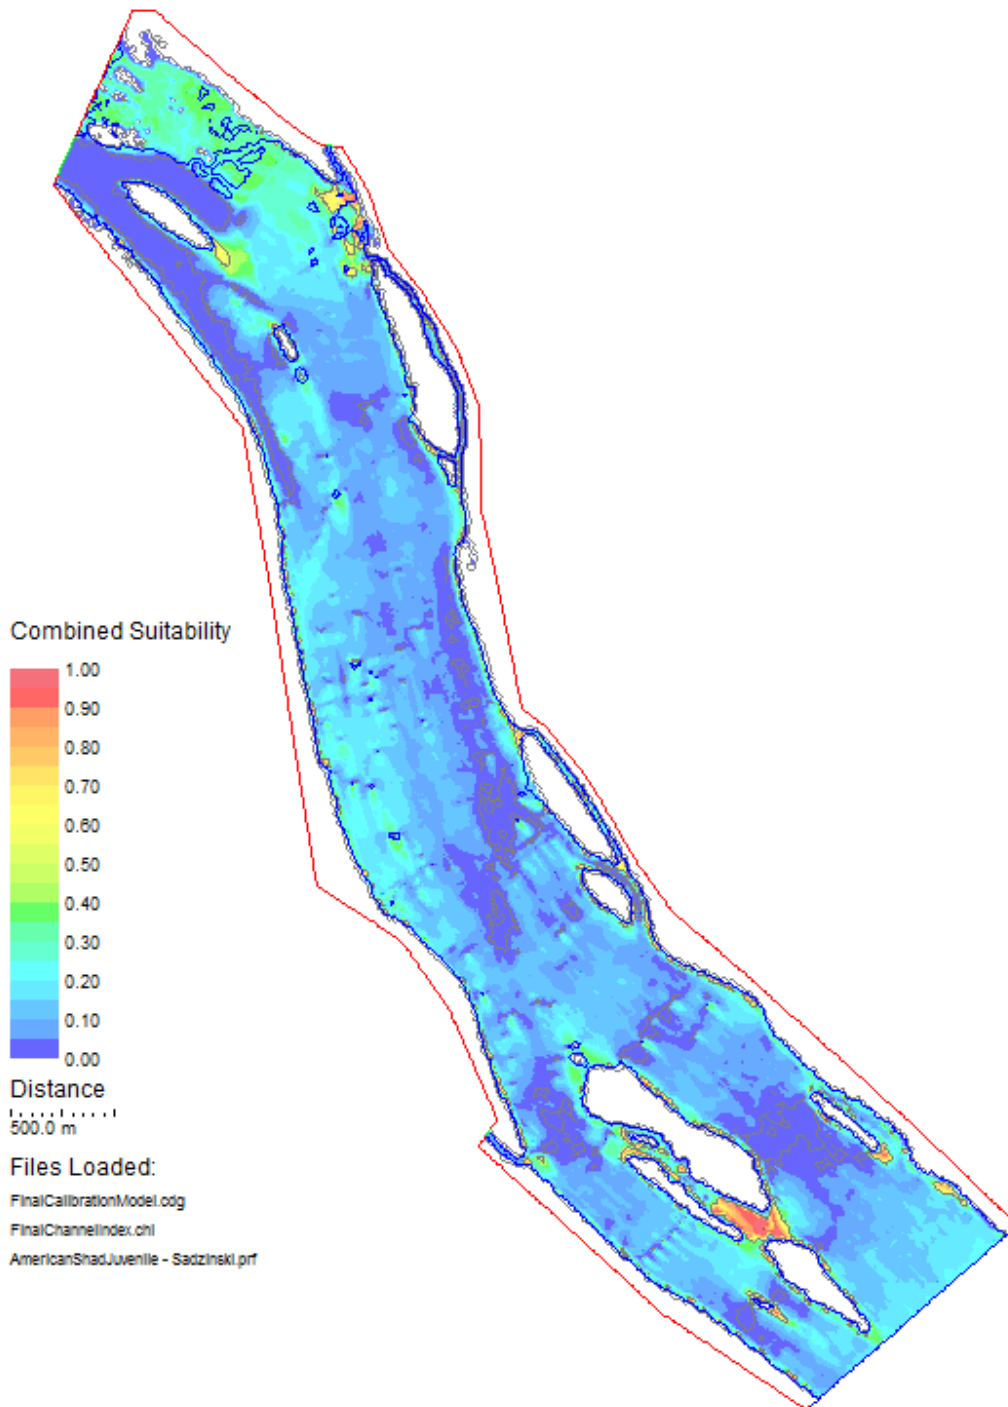 Combined Suitability
1.00
0.90
0.80
0.70
0.60
0.50
0.40
0.30
0.20
0.10
0.00
Distance
500.0 m
Files Loaded:
FinalCalibrationModel.cdg
FinalChannelIndex.chi
AmericanShadJuvenile - Sadzinski.prf